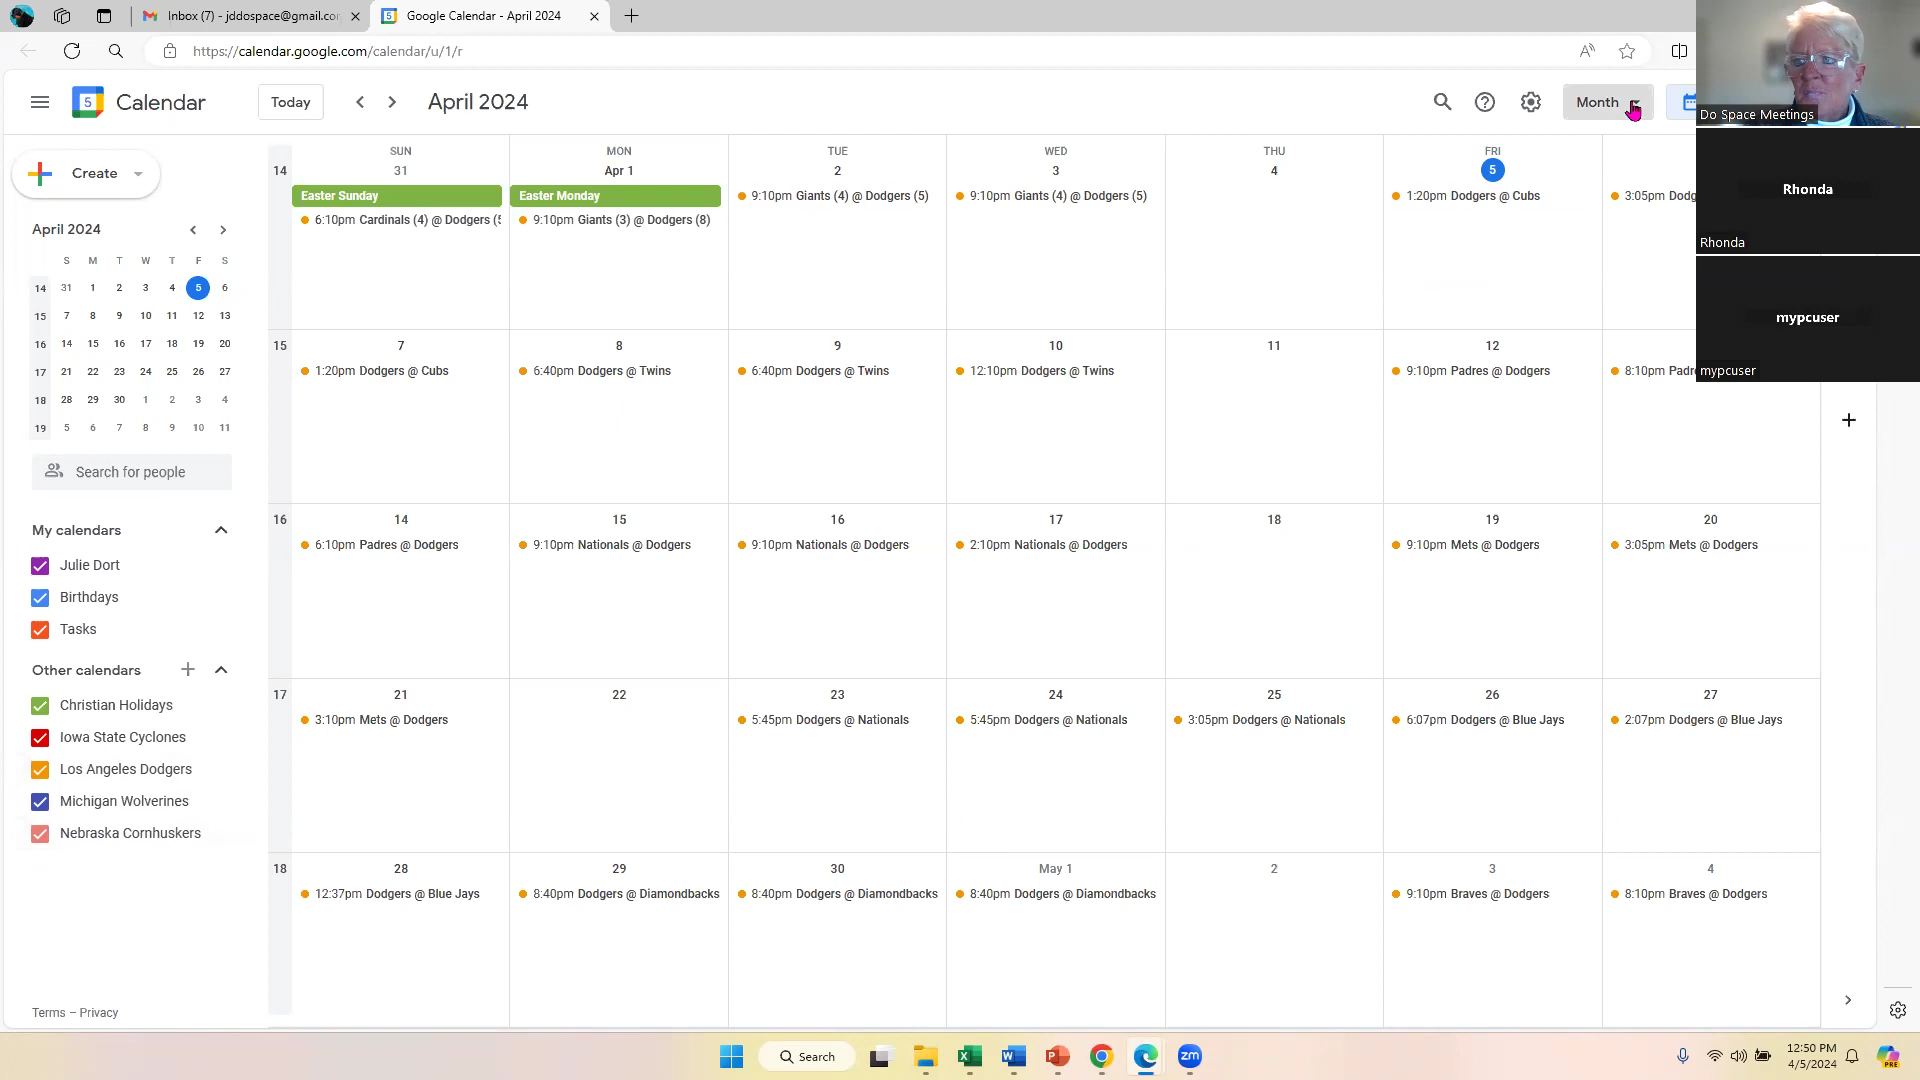 Inbox (7) - jddospace@gmail.co
Google Calendar - April 2024
https://calendar.google.com/calendar/u/1/r
5 Calendar
Today
April 2024
Month
Do Space Meetings
Rhonda
Rhonda
mypcuser
mypcuser
Create
April 2024
S M T W T F S
14 31 1 2 3 4 5 6
15 7 8 9 10 11 12 13
16 14 15 16 17 18 19 20
17 21 22 23 24 25 26 27
18 28 29 30 1 2 3 4
19 5 6 7 8 9 10 11
Search for people
My calendars
Julie Dort
Birthdays
Tasks
Other calendars
Christian Holidays
Iowa State Cyclones
Los Angeles Dodgers
Michigan Wolverines
Nebraska Cornhuskers
Terms – Privacy
SUN MON TUE WED THU FRI
14 31 Apr 1 2 3 4 5
Easter Sunday Easter Monday 9:10pm Giants (4) @ Dodgers (5) 9:10pm Giants (4) @ Dodgers (5) 1:20pm Dodgers @ Cubs 3:05pm
6:10pm Cardinals (4) @ Dodgers 9:10pm Giants (3) @ Dodgers (8)
15 7 8 9 10 11 12
1:20pm Dodgers @ Cubs 6:40pm Dodgers @ Twins 6:40pm Dodgers @ Twins 12:10pm Dodgers @ Twins 9:10pm Padres @ Dodgers 8:10pm
16 14 15 16 17 18 19 20
6:10pm Padres @ Dodgers 9:10pm Nationals @ Dodgers 9:10pm Nationals @ Dodgers 2:10pm Nationals @ Dodgers 9:10pm Mets @ Dodgers 3:05pm Mets @ Dodgers
17 21 22 23 24 25 26 27
3:10pm Mets @ Dodgers 5:45pm Dodgers @ Nationals 5:45pm Dodgers @ Nationals 3:05pm Dodgers @ Nationals 6:07pm Dodgers @ Blue Jays 2:07pm Dodgers @ Blue Jays
18 28 29 30 May 1 2 3 4
12:37pm Dodgers @ Blue Jays 8:40pm Dodgers @ Diamondbacks 8:40pm Dodgers @ Diamondbacks 8:40pm Dodgers @ Diamondbacks 9:10pm Braves @ Dodgers 8:10pm Braves @ Dodgers
Search
zm
12:50 PM
4/5/2024
PRE